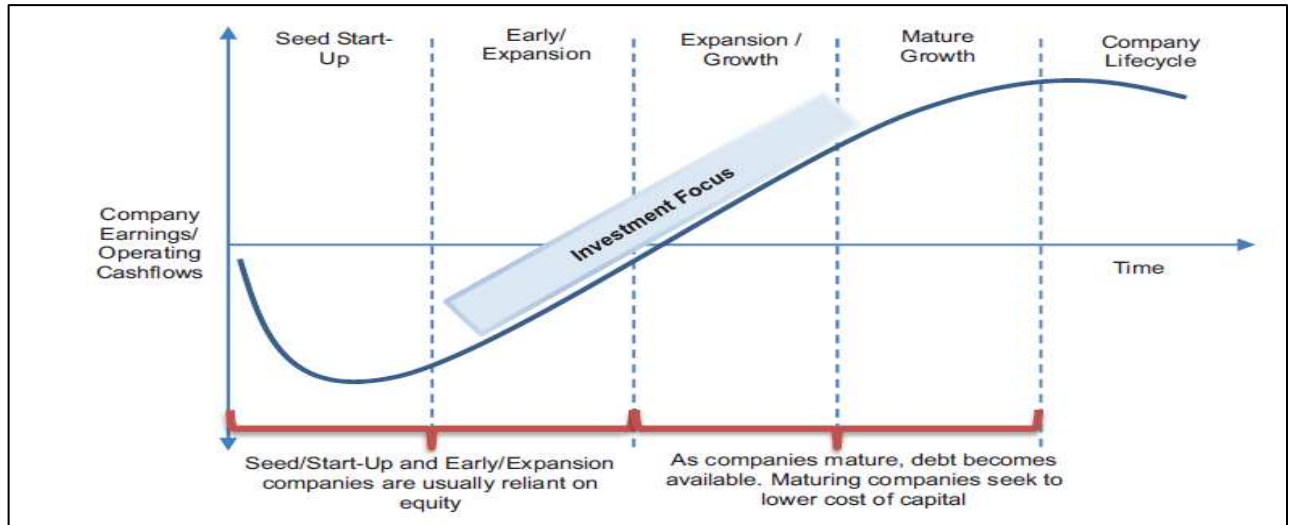 Seed Start-
Up
Early/
Expansion
Expansion /
Growth
Mature
Growth
Company
Lifecycle
Investment Focus
Company
Earnings/
Operating
Cashflows
Time
Seed/Start-Up and Early/Expansion
companies are usually reliant on
equity
As companies mature, debt becomes
available. Maturing companies seek to
lower cost of capital